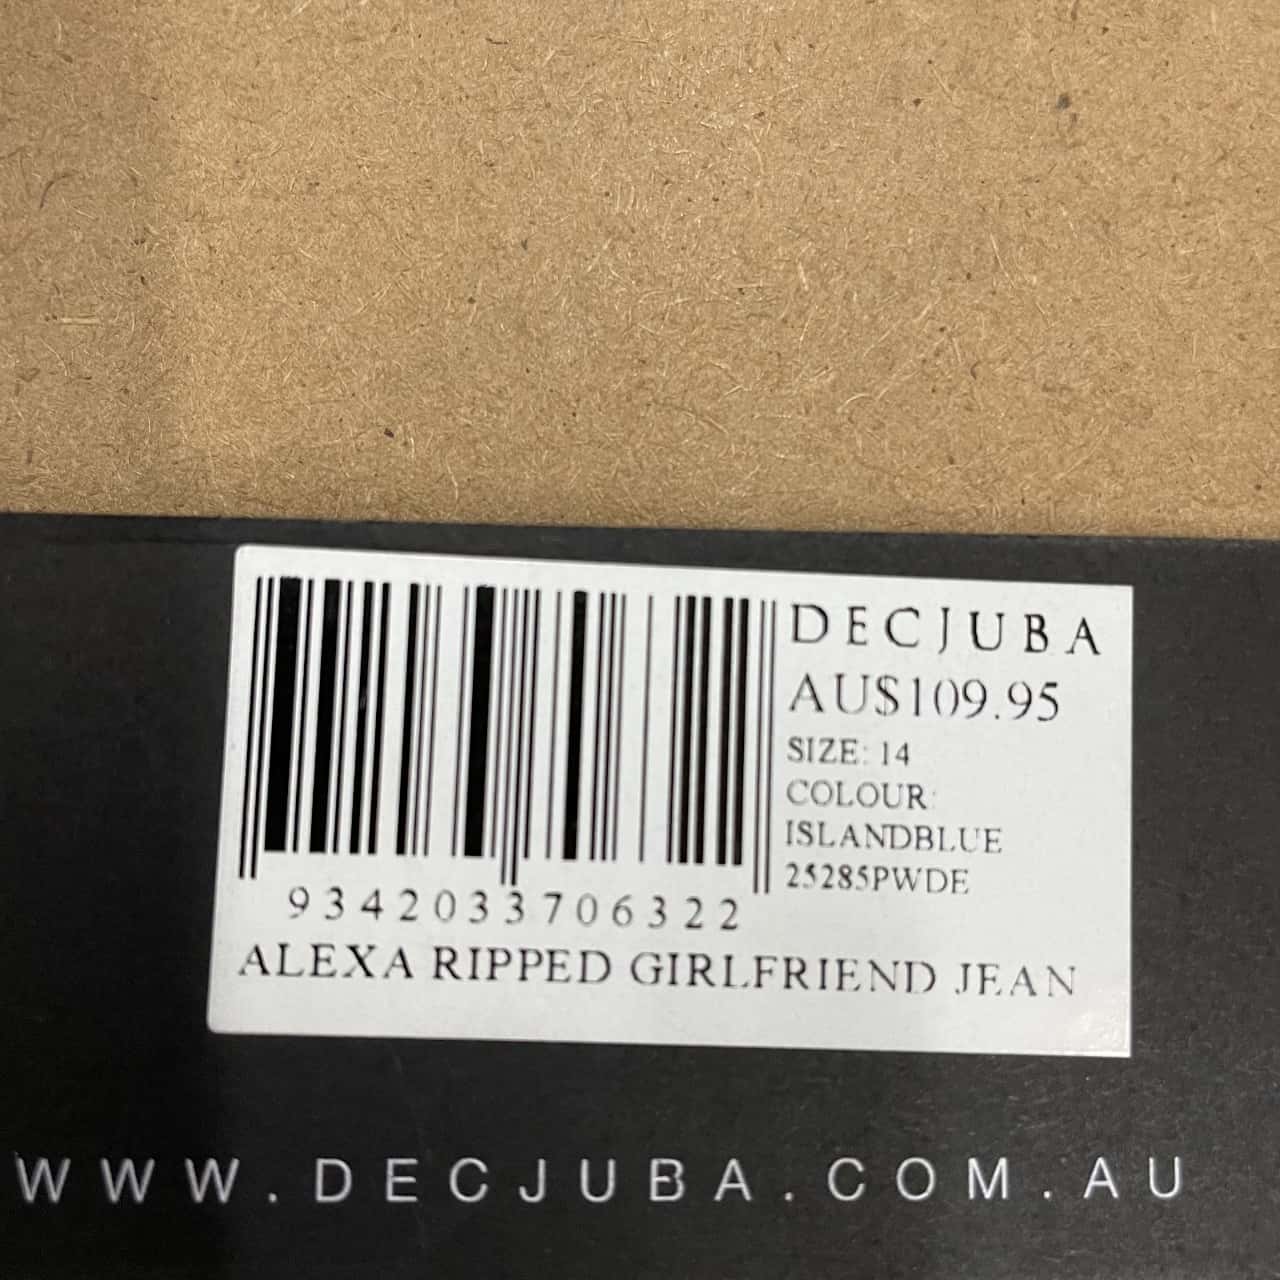 DECJUBA
AU$109.95
SIZE: 14
COLOUR:
ISLANDBLUE
25285PWDE
9342033706322
ALEXA RIPPED GIRLFRIEND JEAN
WWW.DECJUBA.COM.AU